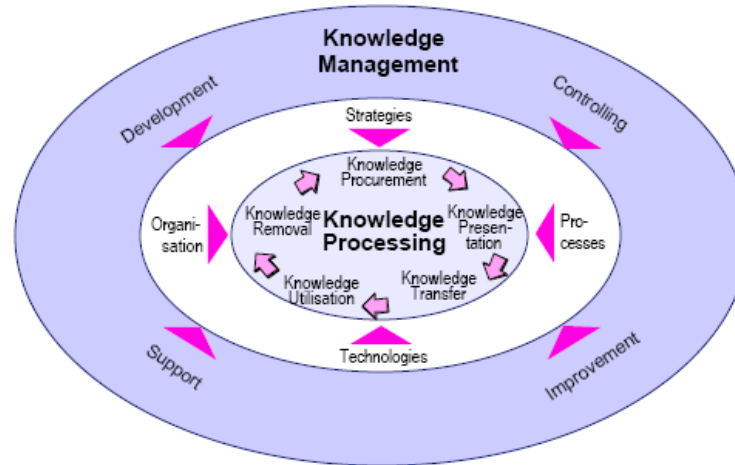 Knowledge
Management
Development
Controlling
Strategies
Knowledge
Procurement
Organi-
sation
Knowledge
Removal
Knowledge
Processing
Knowledge
Presen-
tation
Pro-
cesses
Knowledge
Utilisation
Knowledge
Transfer
Technologies
Support
Improvement